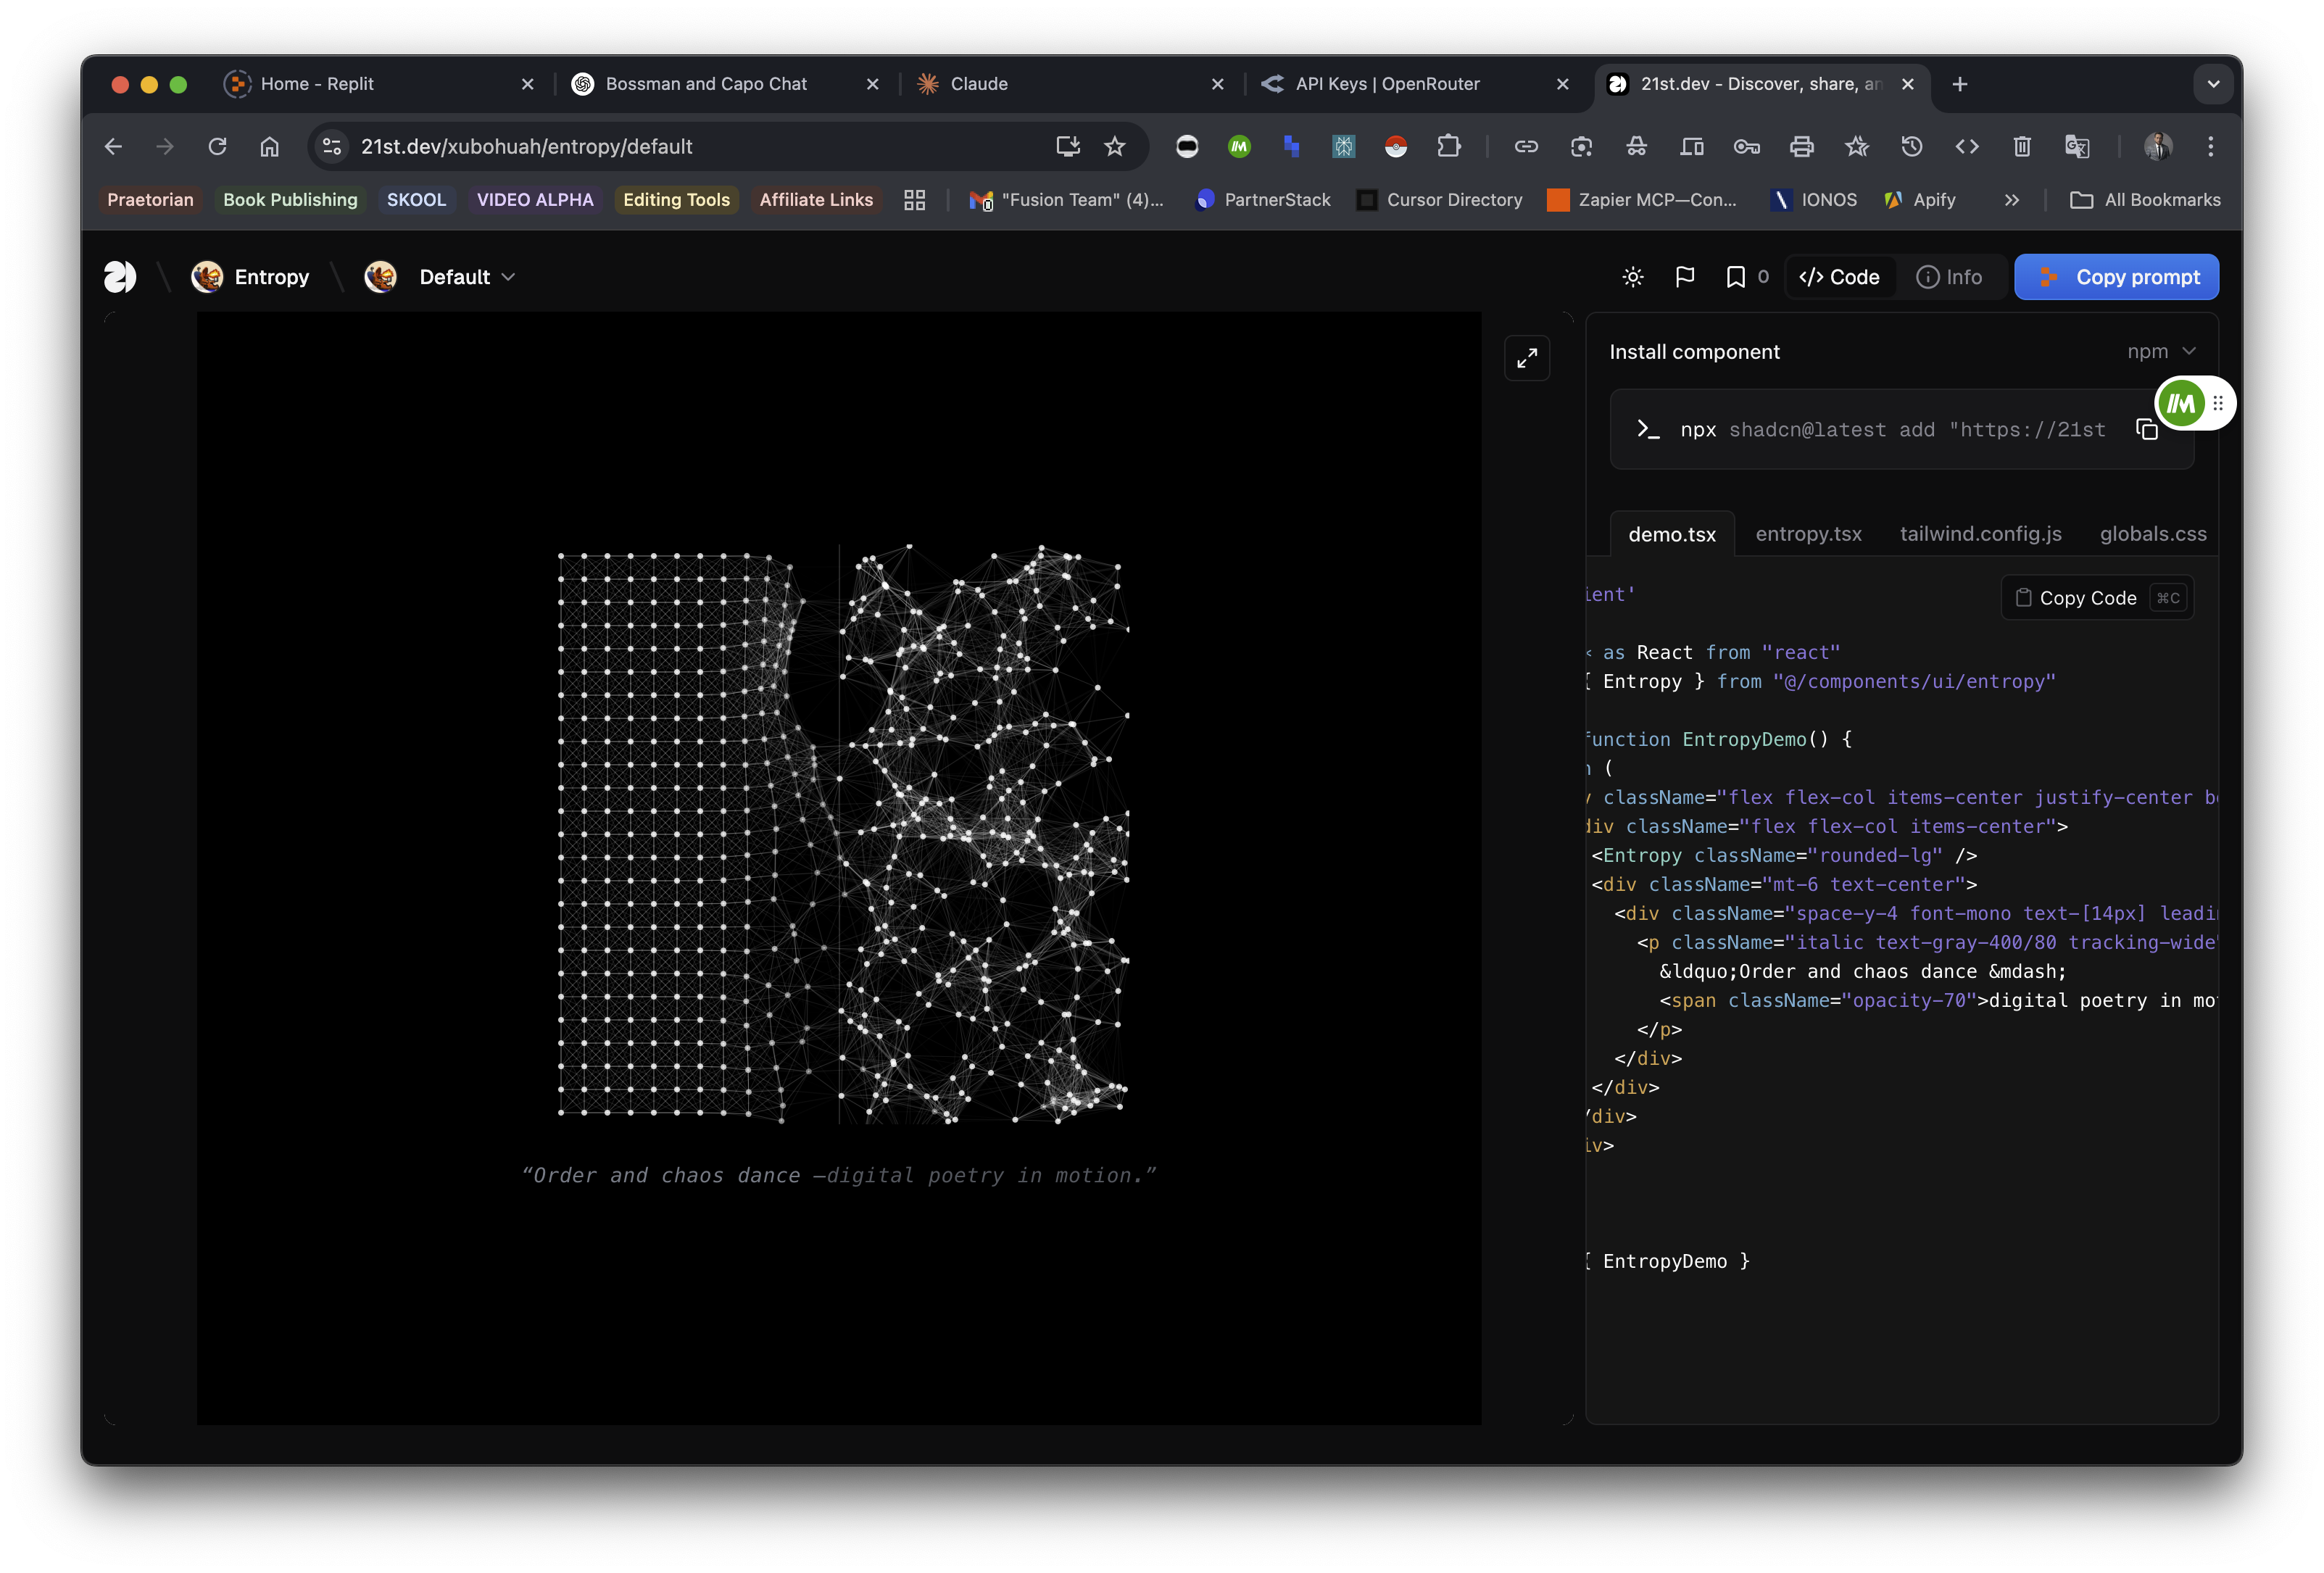 Home - Replit
Bossman and Capo Chat
Claude
API Keys | OpenRouter
21st.dev - Discover, share, an
21st.dev/xubohuah/entropy/default
Praetorian
Book Publishing
SKOOL
VIDEO ALPHA
Editing Tools
Affiliate Links
"Fusion Team" (4)...
PartnerStack
Cursor Directory
Zapier MCP—Con...
IONOS
Apify
All Bookmarks
Entropy
Default
0
Code
Info
Copy prompt
Install component
npm
npx shadcn@latest add "https://21st
demo.tsx
entropy.tsx
tailwind.config.js
globals.css
ient'
Copy Code ⌘C
* as React from "react"
{ Entropy } from "@/components/ui/entropy"
function EntropyDemo() {
n (
v className="flex flex-col items-center justify-center b
div className="flex flex-col items-center">
<Entropy className="rounded-lg" />
<div className="mt-6 text-center">
<div className="space-y-4 font-mono text-[14px] leadi
<p className="italic text-gray-400/80 tracking-wide"
&ldquo;Order and chaos dance &mdash;
<span className="opacity-70">digital poetry in mo
</p>
</div>
</div>
/div>
iv>
{ EntropyDemo }
“Order and chaos dance —digital poetry in motion.”